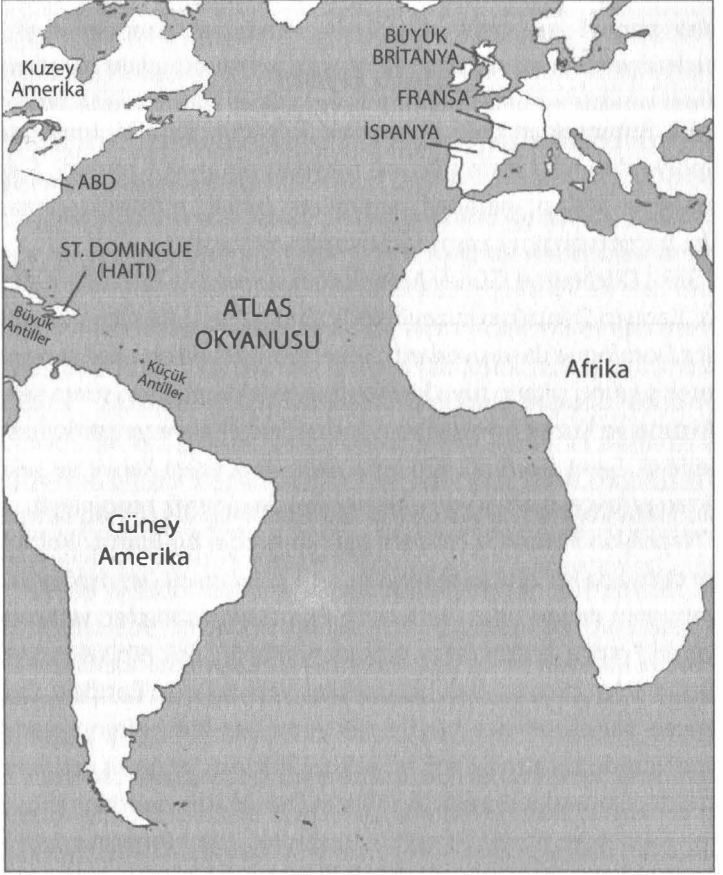 Kuzey
Amerika
BÜYÜK
BRİTANYA
FRANSA
İSPANYA
ABD
ST. DOMINGUE
(HAITI)
Büyük
Antiller
ATLAS
OKYANUSU
Küçük
Antiller
Afrika
Güney
Amerika